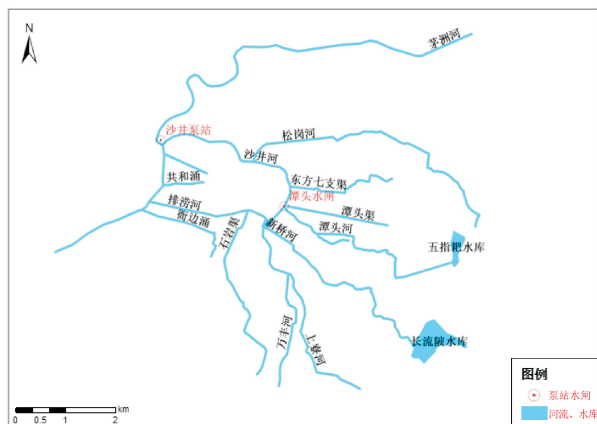 N
茅洲河
沙井泵站
松岗河
沙井河
共和涌
东方七支渠
潭头水闸
排涝河
衙边涌
石岩渠
新桥河
潭头渠
潭头河
五指耙水库
万丰河
上寮河
长流陂水库
km
0 0.5 1 2
图例
泵站水闸
河流、水库